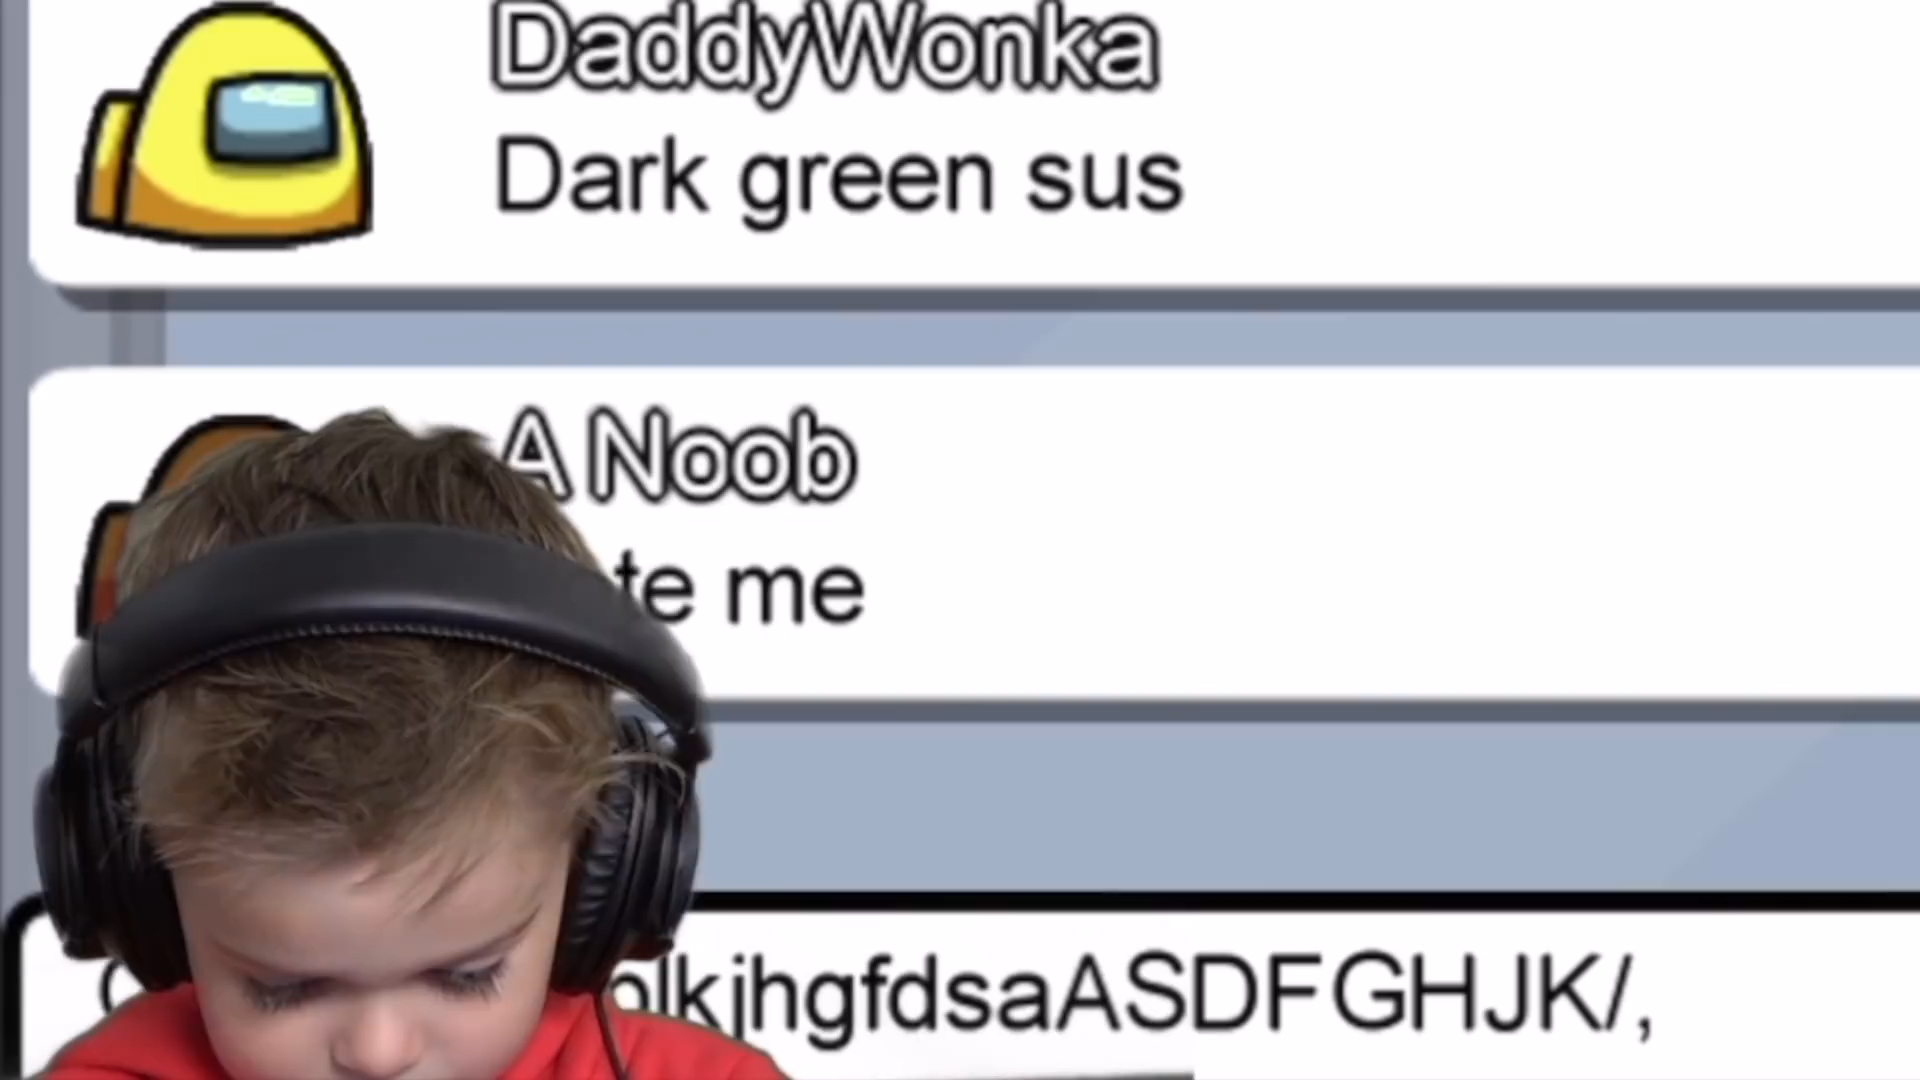 DaddyWonka
Dark green sus
A Noob
te me
lkjhgfdsaASDFGHJK/,